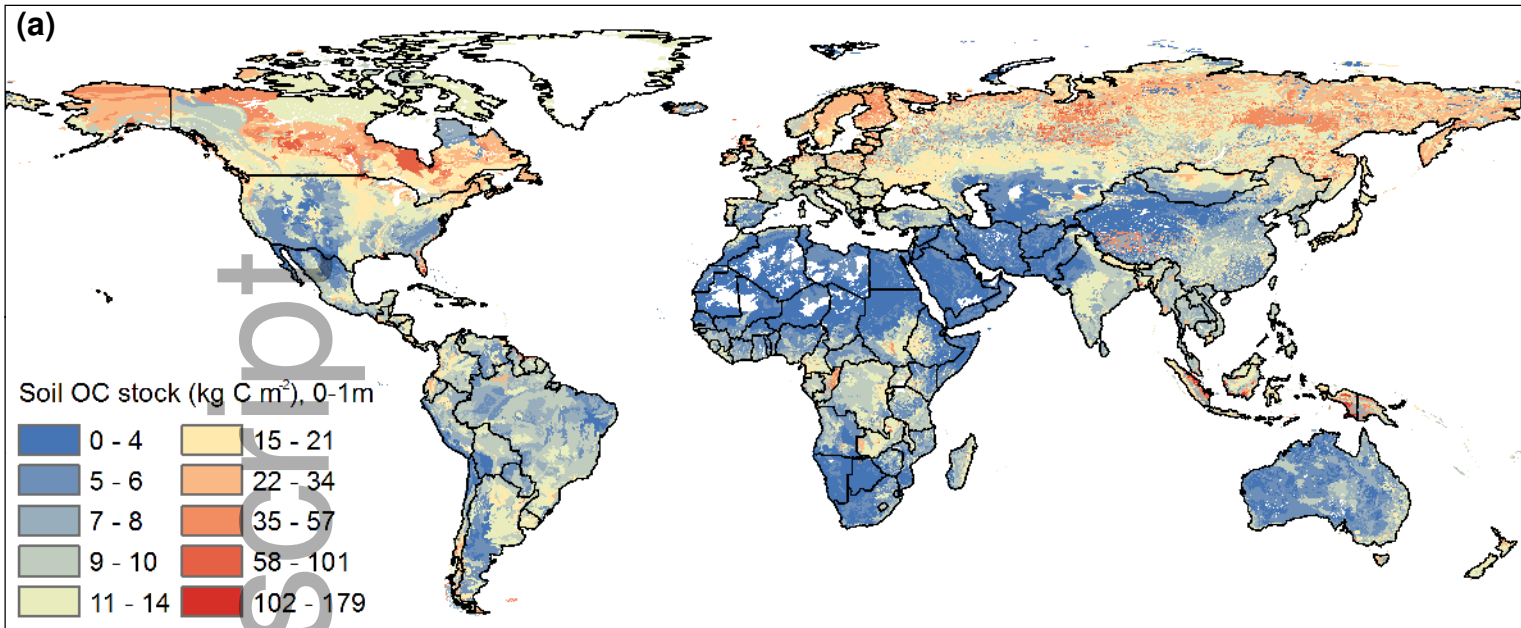 (a)
Soil OC stock (kg C m⁻²), 0-1m
0 - 4
15 - 21
5 - 6
22 - 34
7 - 8
35 - 57
9 - 10
58 - 101
11 - 14
102 - 179
script